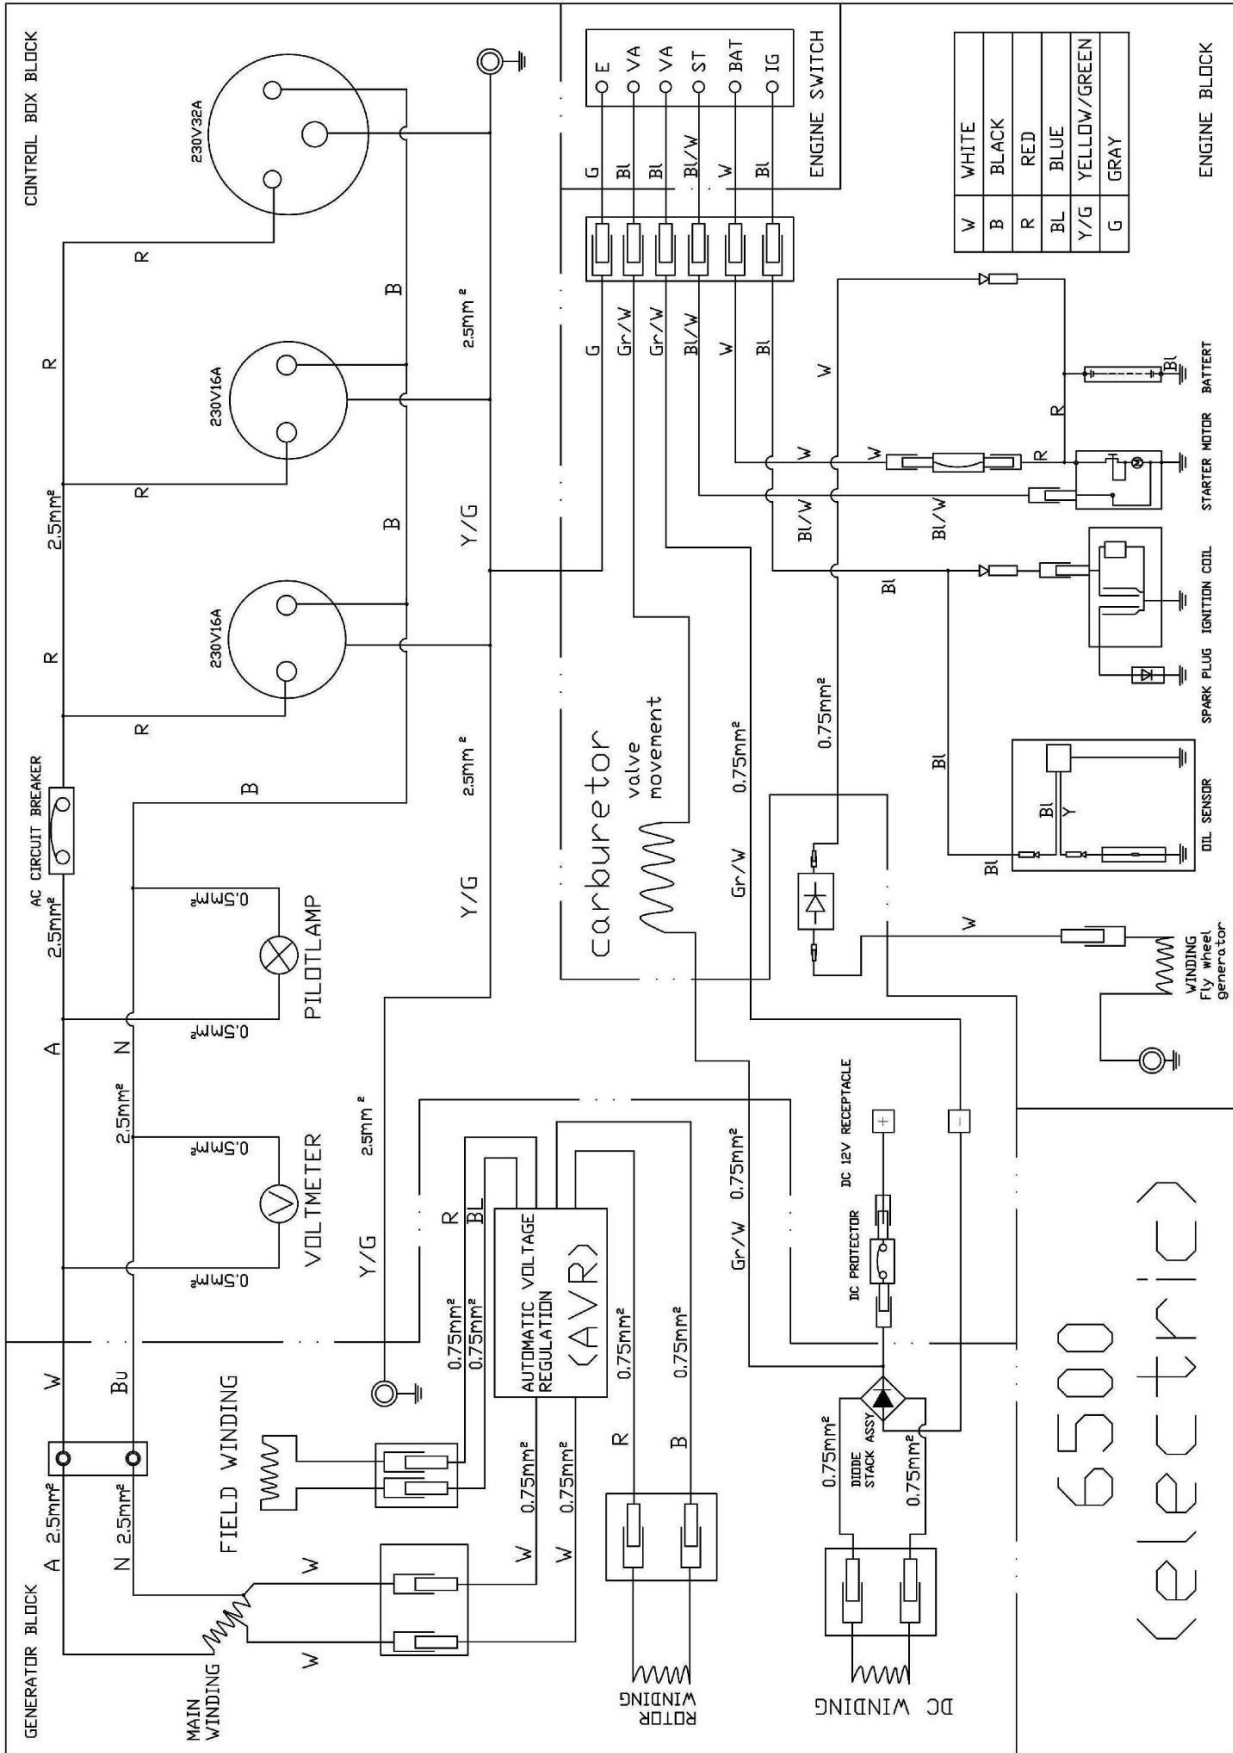 GENERATOR BLOCK
CONTROL BOX BLOCK
A 2.5mm²
W
A
2.5mm²
AC CIRCUIT BREAKER
R
2.5mm²
R
N 2.5mm²
Bu
2.5mm²
N
0.5mm²
0.5mm²
0.5mm²
0.5mm²
VOLTMETER
PILOTLAMP
B
R
R
R
230V16A
230V16A
230V32A
B
B
MAIN
WINDING
W
W
FIELD WINDING
Y/G
2.5mm²
Y/G
2.5mm²
Y/G
2.5mm²
R
BL
0.75mm²
0.75mm²
W
W
0.75mm²
0.75mm²
AUTOMATIC VOLTAGE
REGULATION
(AVR)
ROTOR
WINDING
R
B
0.75mm²
0.75mm²
carburetor
valve
movement
Gr/W
0.75mm²
Gr/W
0.75mm²
G
Gr/W
Gr/W
Bl/W
W
Bl
G
Bl
Bl
Bl/W
W
Bl
E
VA
VA
ST
BAT
IG
ENGINE SWITCH
DC WINDING
0.75mm²
0.75mm²
DIODE
STACK ASSY
DC PROTECTOR
DC 12V RECEPTACLE
+
-
0.75mm²
W
W
W
W
Bl/W
Bl/W
Bl
Bl
Bl
Bl
Y
R
R
Bl
WINDING
Fly wheel
generator
OIL SENSOR
SPARK PLUG
IGNITION COIL
STARTER MOTOR
BATTERT
W WHITE
B BLACK
R RED
BL BLUE
Y/G YELLOW/GREEN
G GRAY
ENGINE BLOCK
6500
(electric)